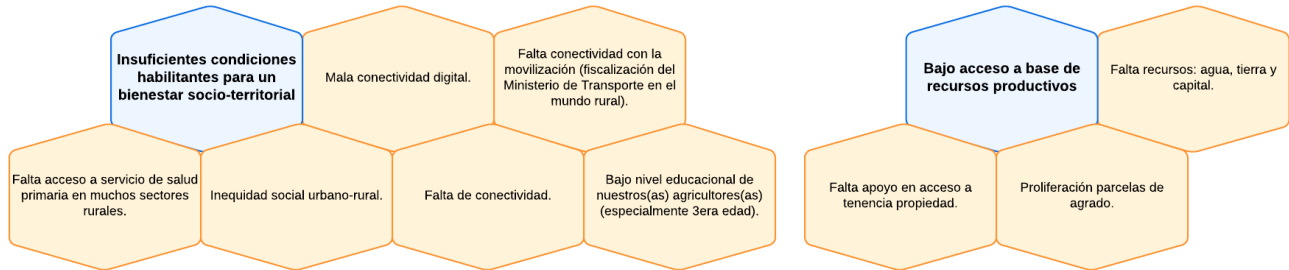 Insuficientes condiciones
habilitantes para un
bienestar socio-territorial
Mala conectividad digital.
Falta conectividad con la
movilización (fiscalización del
Ministerio de Transporte en el
mundo rural).
Falta acceso a servicio de salud
primaria en muchos sectores
rurales.
Inequidad social urbano-rural.
Falta de conectividad.
Bajo nivel educacional de
nuestros(as) agricultores(as)
(especialmente 3era edad).
Bajo acceso a base de
recursos productivos
Falta recursos: agua, tierra y
capital.
Falta apoyo en acceso a
tenencia propiedad.
Proliferación parcelas de
agrado.